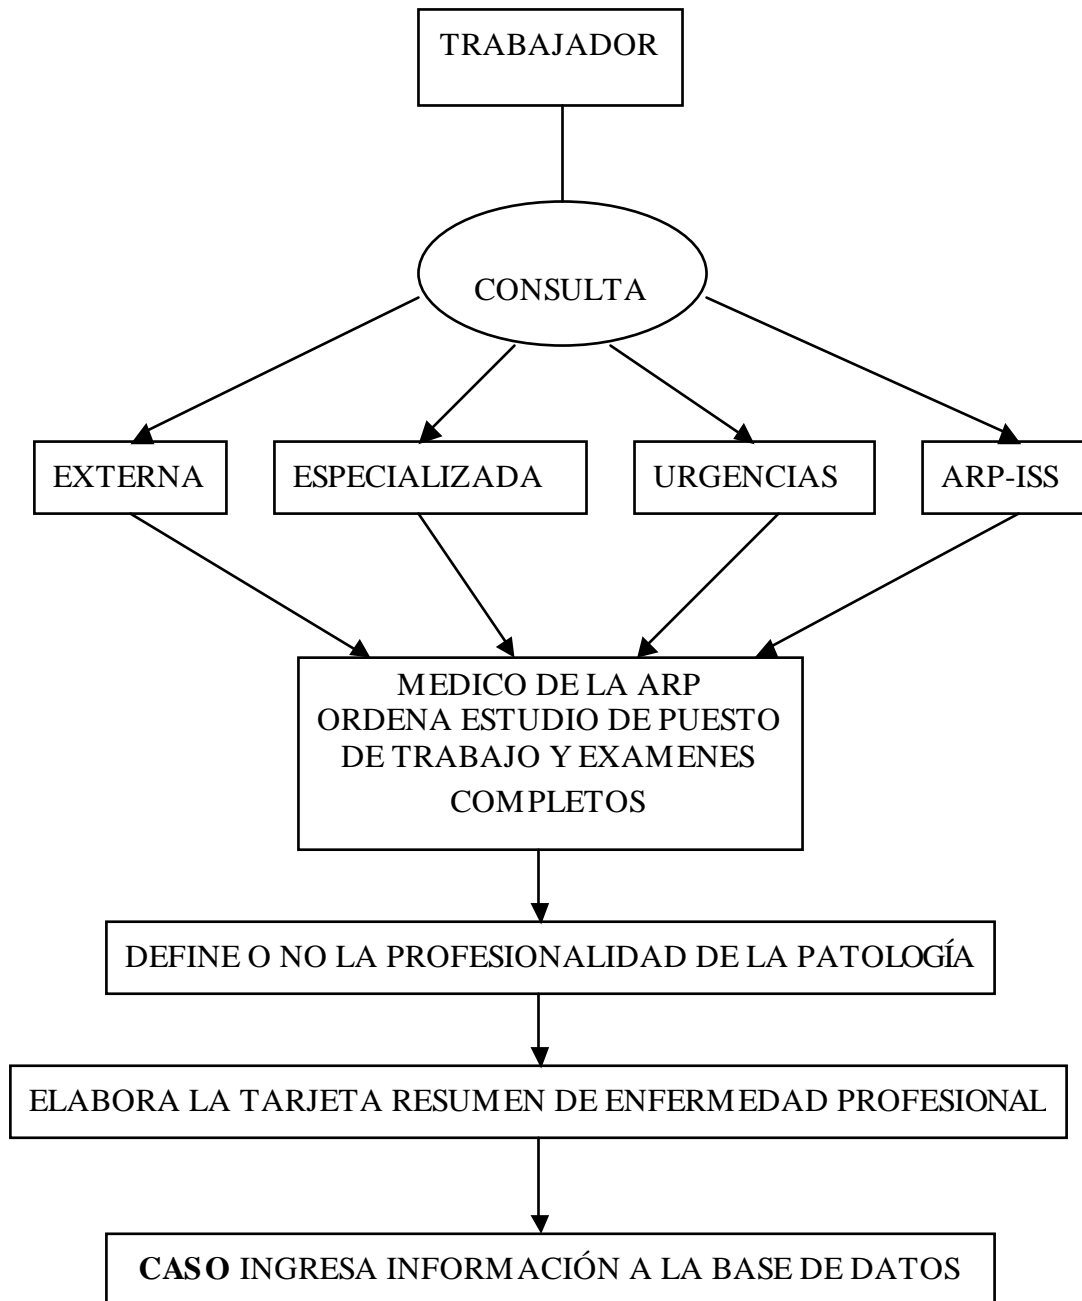 TRABAJADOR
CONSULTA
EXTERNA
ESPECIALIZADA
URGENCIAS
ARP-ISS
MEDICO DE LA ARP
ORDENA ESTUDIO DE PUESTO
DE TRABAJO Y EXAMENES
COMPLETOS
DEFINE O NO LA PROFESIONALIDAD DE LA PATOLOGÍA
ELABORA LA TARJETA RESUMEN DE ENFERMEDAD PROFESIONAL
CASO INGRESA INFORMACIÓN A LA BASE DE DATOS